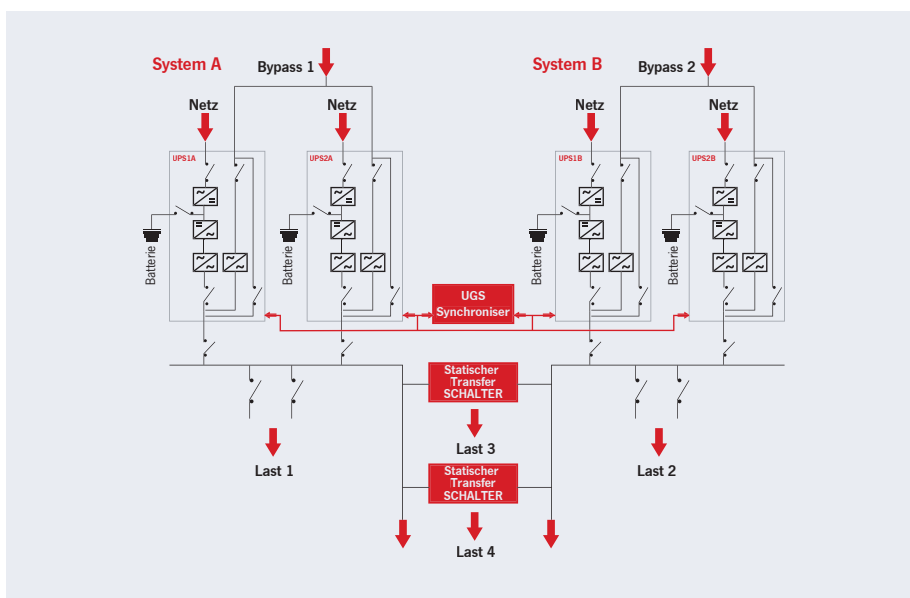 System A
Bypass 1
System B
Bypass 2
Netz
Netz
Netz
Netz
UPS1A
UPS2A
UPS1B
UPS2B
Batterie
Batterie
Batterie
Batterie
UGS
Synchroniser
Statischer
Transfer
SCHALTER
Last 3
Last 1
Last 2
Statischer
Transfer
SCHALTER
Last 4